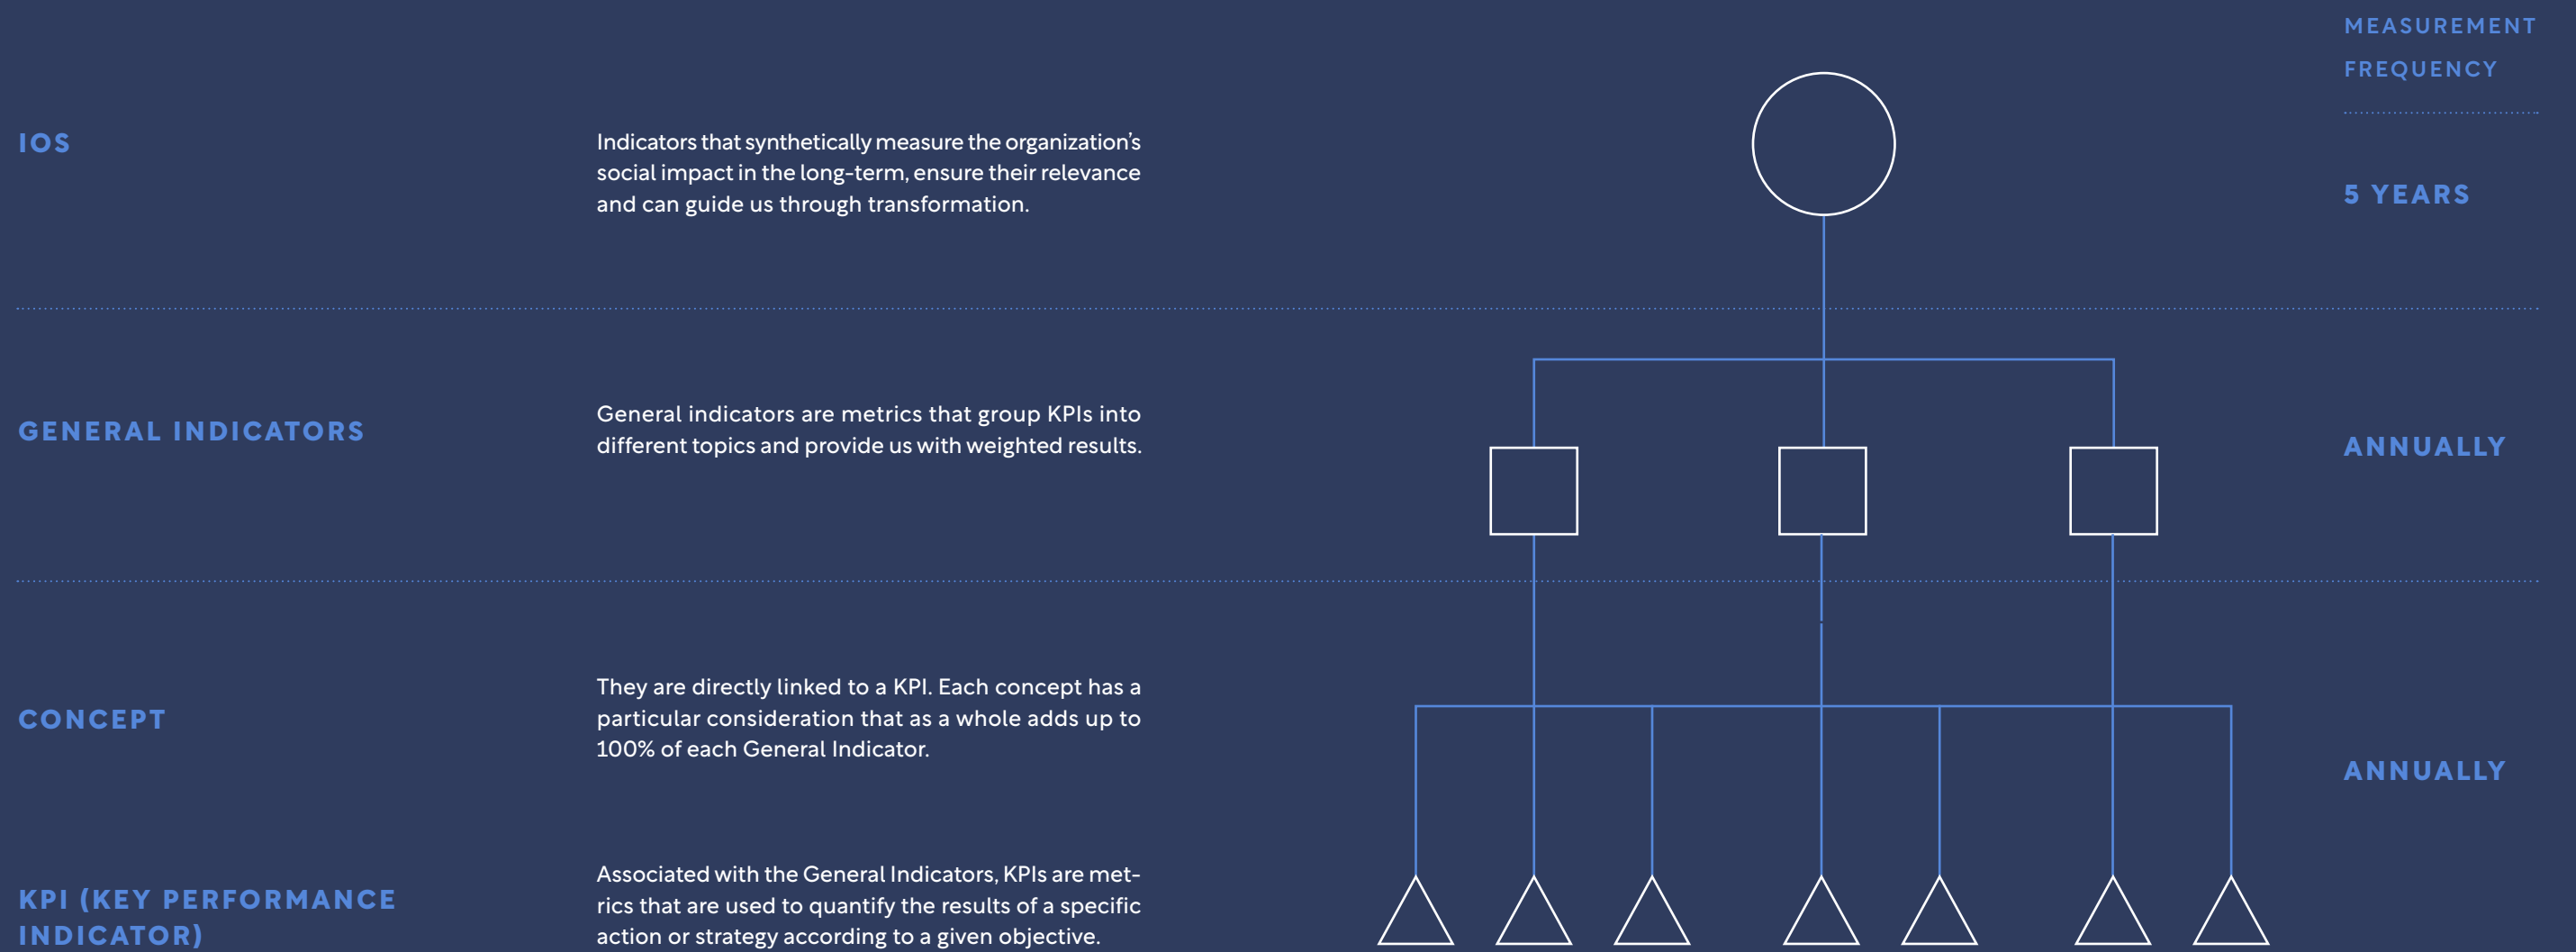 MEASUREMENT
FREQUENCY
IOS
Indicators that synthetically measure the organization’s
social impact in the long-term, ensure their relevance
and can guide us through transformation.
5 YEARS
GENERAL INDICATORS
General indicators are metrics that group KPIs into
different topics and provide us with weighted results.
ANNUALLY
CONCEPT
They are directly linked to a KPI. Each concept has a
particular consideration that as a whole adds up to
100% of each General Indicator.
ANNUALLY
KPI (KEY PERFORMANCE
INDICATOR)
Associated with the General Indicators, KPIs are met-
rics that are used to quantify the results of a specific
action or strategy according to a given objective.